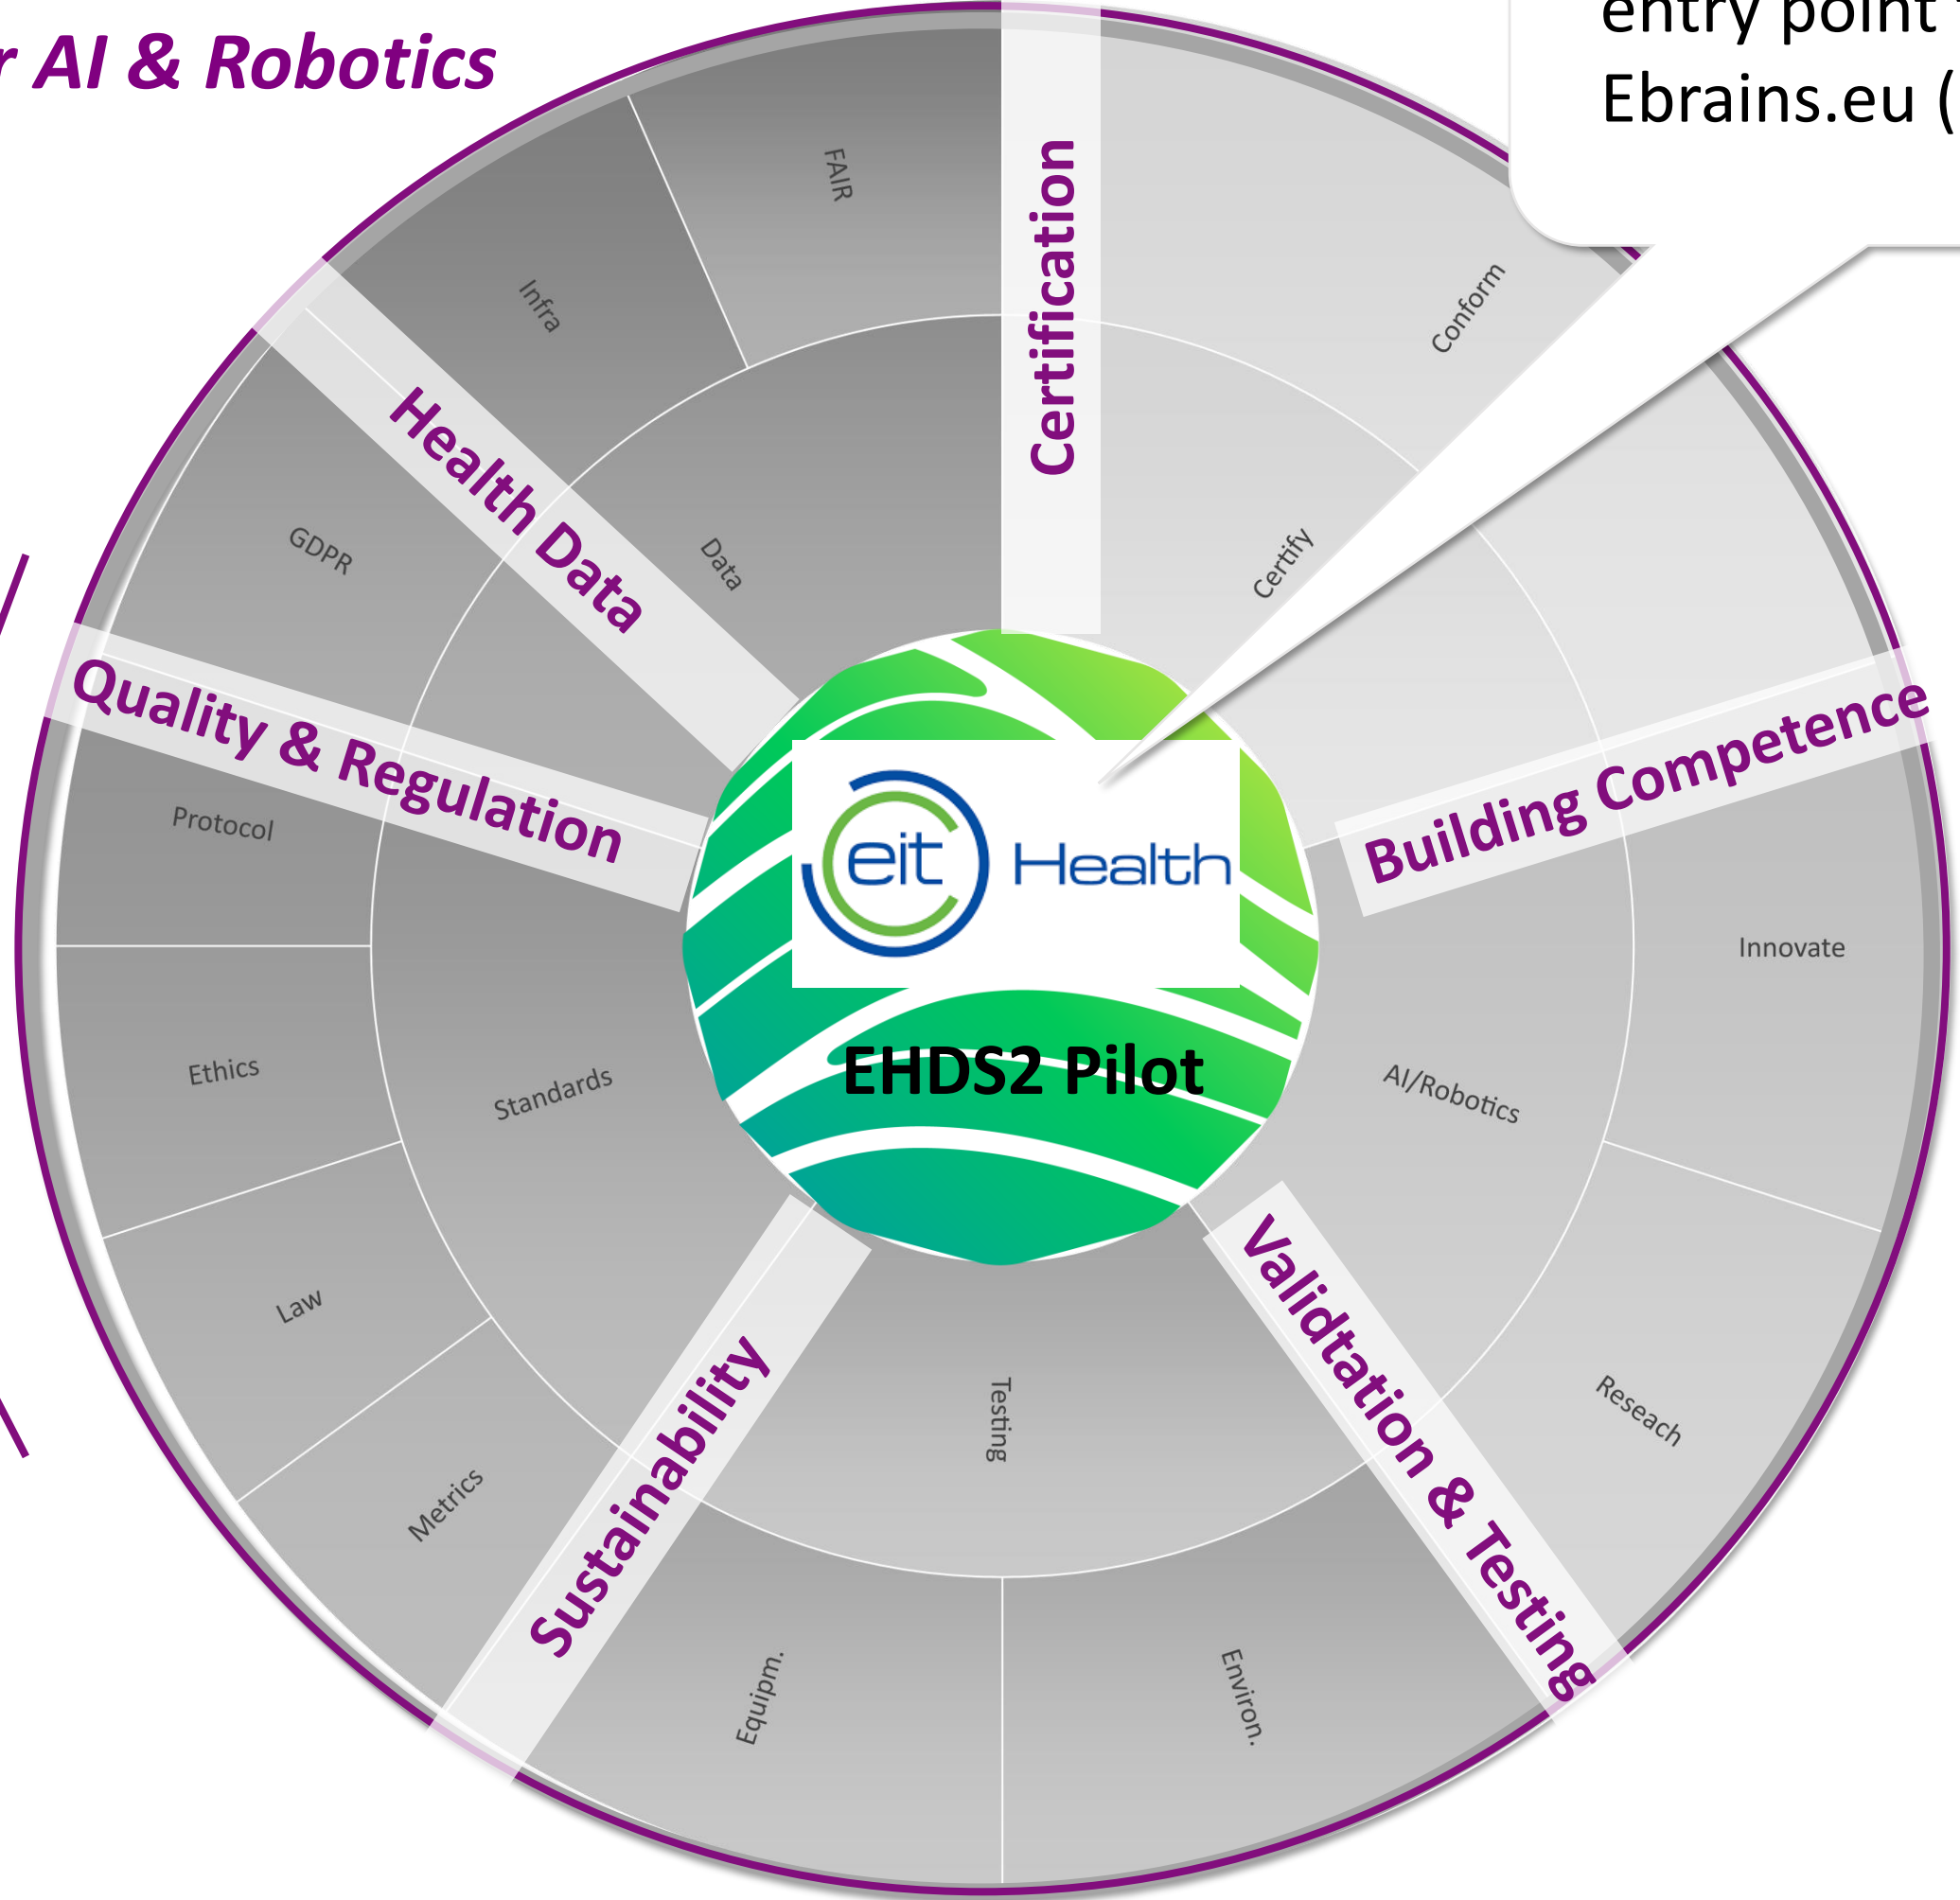 r AI & Robotics
entry point
Ebrains.eu (
Certification
FAIR
Infra
Conform
Health Data
Data
Certify
GDPR
Quality & Regulation
Protocol
Building Competence
eit Health
Innovate
EHDS2 Pilot
AI/Robotics
Ethics
Standards
Law
Validtation & Testing
Testing
Reseach
Sustainability
Metrics
Equipm.
Environ.